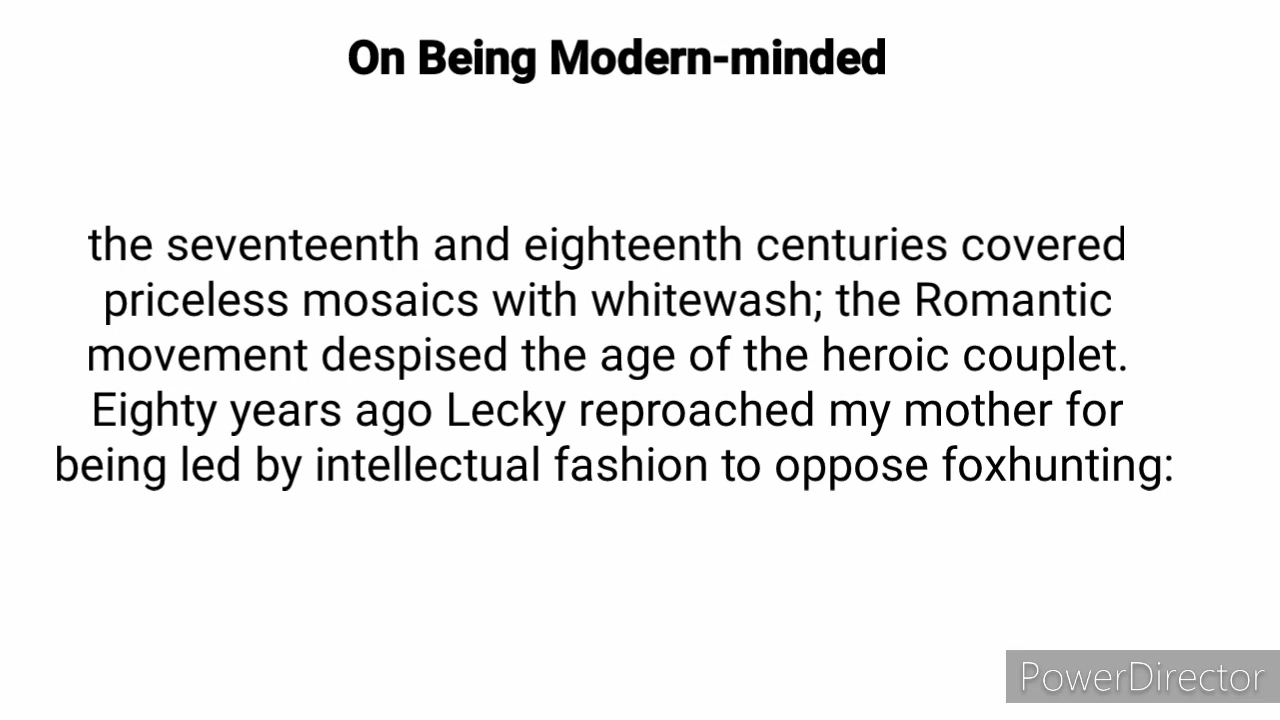 On Being Modern-minded
the seventeenth and eighteenth centuries covered
priceless mosaics with whitewash; the Romantic
movement despised the age of the heroic couplet.
Eighty years ago Lecky reproached my mother for
being led by intellectual fashion to oppose foxhunting:
PowerDirector